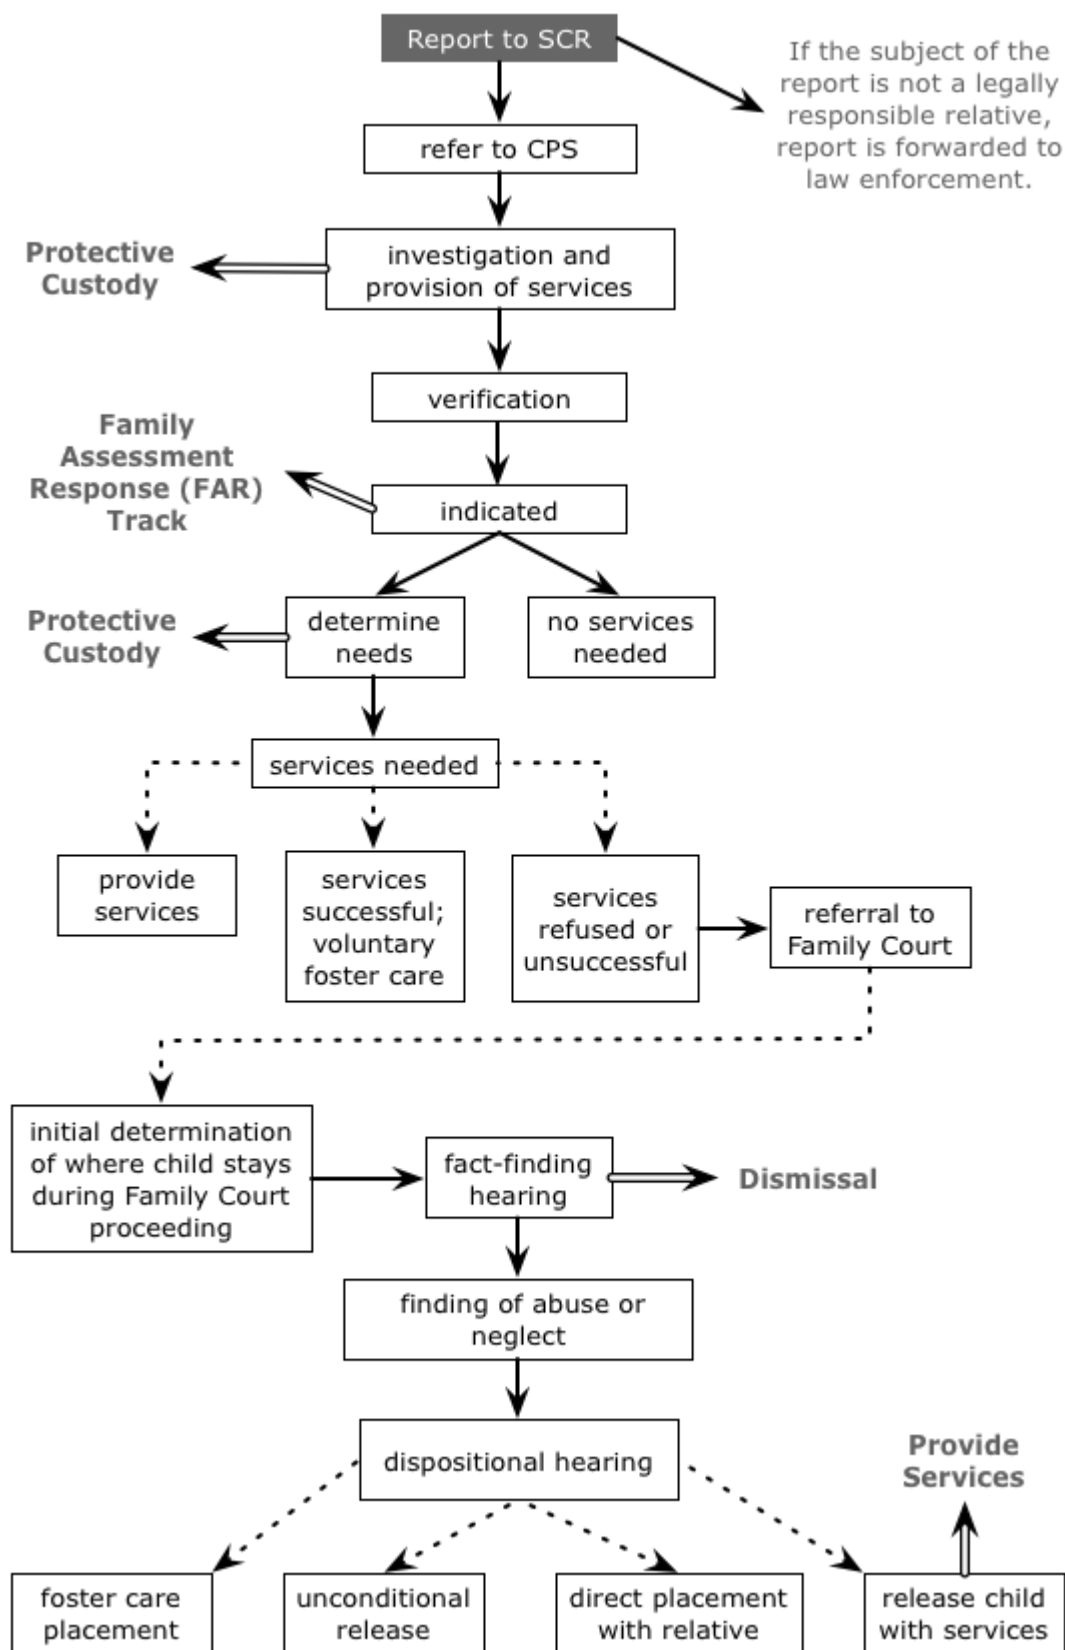 Report to SCR
If the subject of the
report is not a legally
responsible relative,
report is forwarded to
law enforcement.
refer to CPS
Protective
Custody
investigation and
provision of services
verification
Family
Assessment
Response (FAR)
Track
indicated
Protective
Custody
determine
needs
no services
needed
services needed
provide
services
services
successful;
voluntary
foster care
services
refused or
unsuccessful
referral to
Family Court
initial determination
of where child stays
during Family Court
proceeding
fact-finding
hearing
Dismissal
finding of abuse or
neglect
dispositional hearing
Provide
Services
foster care
placement
unconditional
release
direct placement
with relative
release child
with services